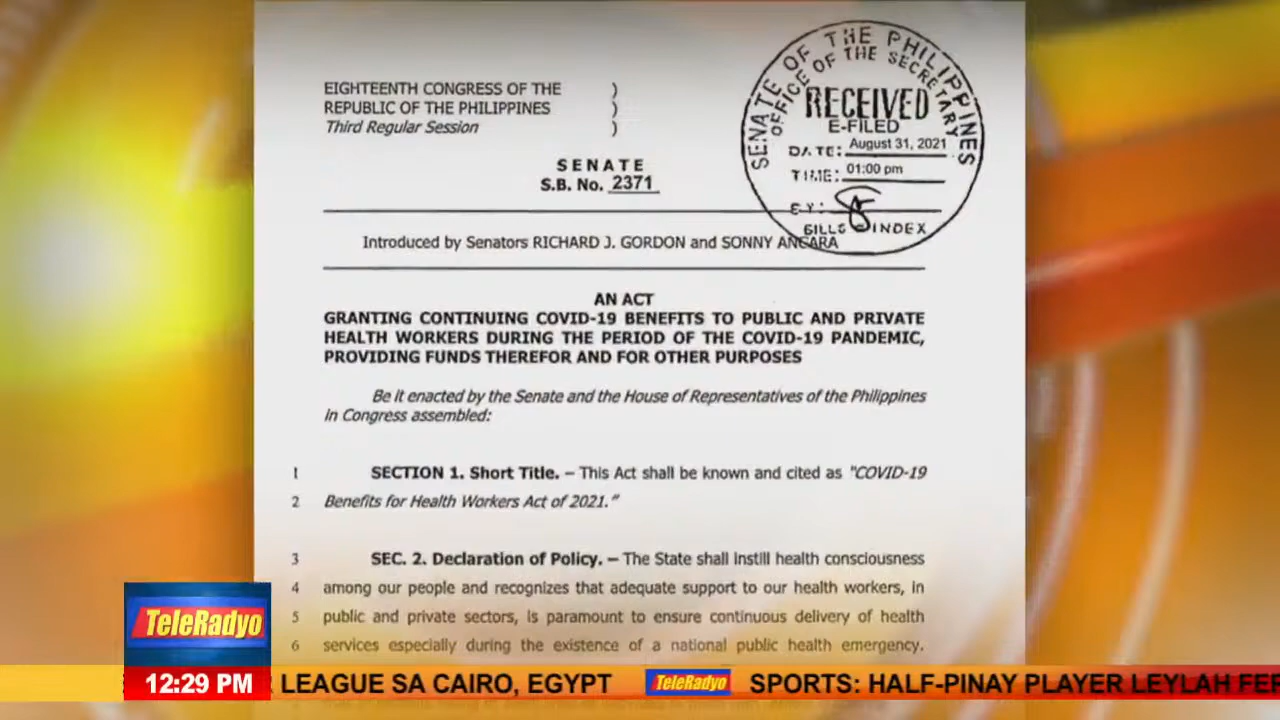 EIGHTEENTH CONGRESS OF THE )
REPUBLIC OF THE PHILIPPINES )
Third Regular Session )
SENATE OF THE PHILIPPINES
OFFICE OF THE SECRETARY
RECEIVED
E-FILED
DATE: August 31, 2021
TIME: 01:00 pm
BY:
BILLS INDEX
SENATE
S.B. No. 2371
Introduced by Senators RICHARD J. GORDON and SONNY ANGARA
AN ACT
GRANTING CONTINUING COVID-19 BENEFITS TO PUBLIC AND PRIVATE
HEALTH WORKERS DURING THE PERIOD OF THE COVID-19 PANDEMIC,
PROVIDING FUNDS THEREFOR AND FOR OTHER PURPOSES
Be it enacted by the Senate and the House of Representatives of the Philippines
in Congress assembled:
1 SECTION 1. Short Title. – This Act shall be known and cited as "COVID-19
2 Benefits for Health Workers Act of 2021."
3 SEC. 2. Declaration of Policy. – The State shall instill health consciousness
4 among our people and recognizes that adequate support to our health workers, in
5 public and private sectors, is paramount to ensure continuous delivery of health
6 services especially during the existence of a national public health emergency.
TeleRadyo
12:29 PM
LEAGUE SA CAIRO, EGYPT TeleRadyo SPORTS: HALF-PINAY PLAYER LEYLAH FER